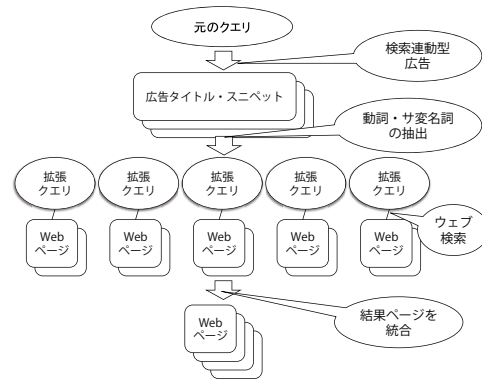 元のクエリ
検索連動型
広告
広告タイトル・スニペット
動詞・サ変名詞
の抽出
拡張
クエリ
拡張
クエリ
拡張
クエリ
拡張
クエリ
拡張
クエリ
Web
ページ
Web
ページ
Web
ページ
Web
ページ
Web
ページ
ウェブ
検索
結果ページを
統合
Web
ページ